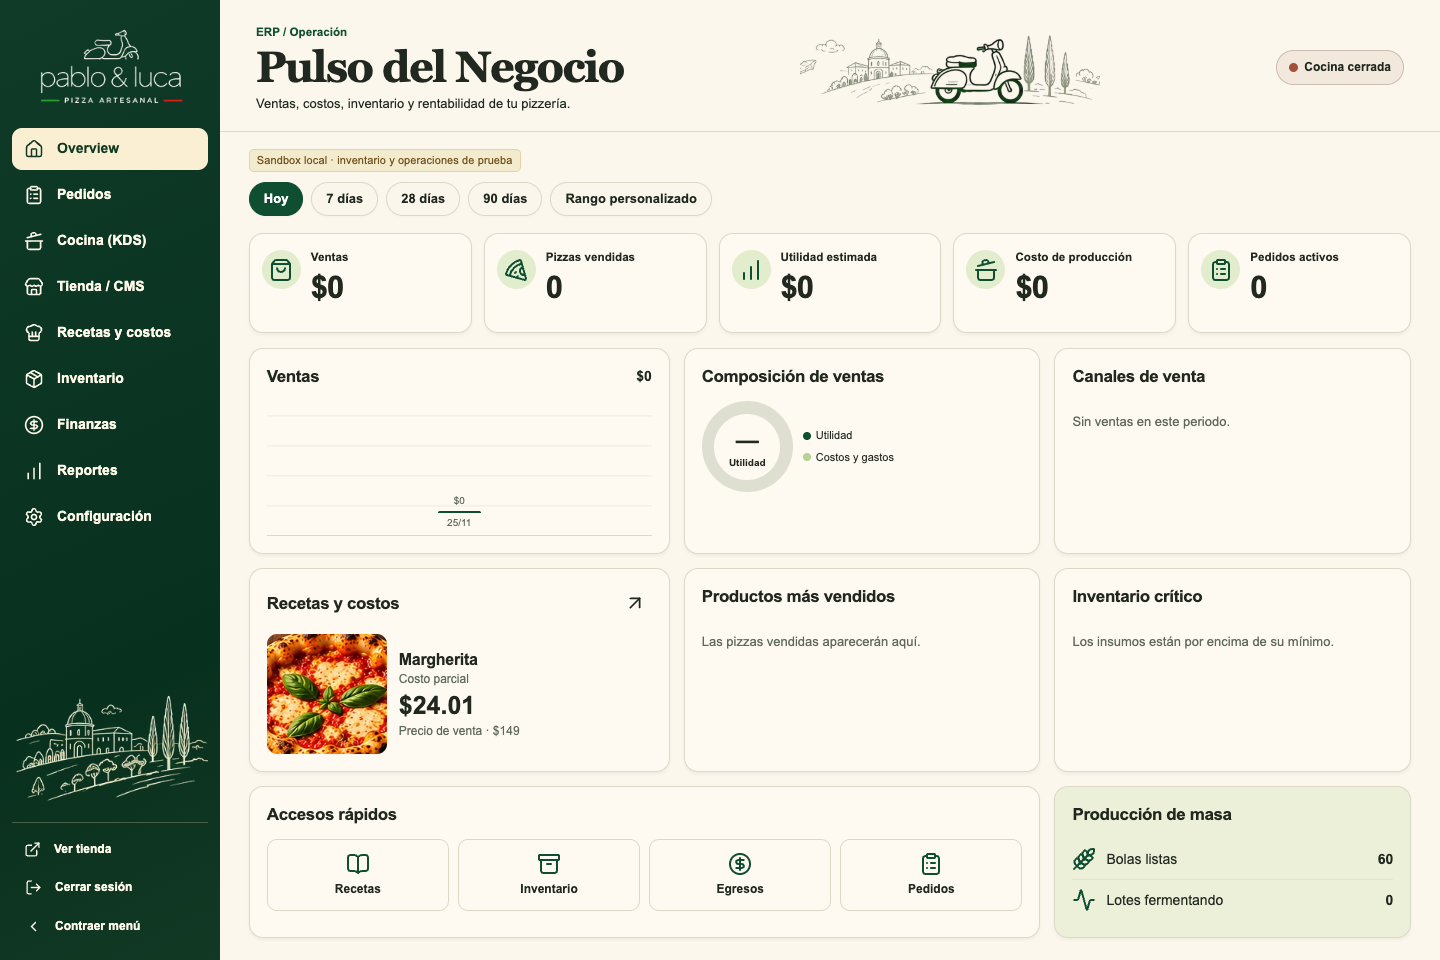 pablo & luca
PIZZA ARTESANAL
Overview
Pedidos
Cocina (KDS)
Tienda / CMS
Recetas y costos
Inventario
Finanzas
Reportes
Configuración
Ver tienda
Cerrar sesión
Contraer menú
ERP / Operación
Pulso del Negocio
Ventas, costos, inventario y rentabilidad de tu pizzería.
Cocina cerrada
Sandbox local · inventario y operaciones de prueba
Hoy
7 días
28 días
90 días
Rango personalizado
Ventas
$0
Pizzas vendidas
0
Utilidad estimada
$0
Costo de producción
$0
Pedidos activos
0
Ventas
$0
$0
25/11
Composición de ventas
—
Utilidad
Utilidad
Costos y gastos
Canales de venta
Sin ventas en este periodo.
Recetas y costos
Margherita
Costo parcial
$24.01
Precio de venta · $149
Productos más vendidos
Las pizzas vendidas aparecerán aquí.
Inventario crítico
Los insumos están por encima de su mínimo.
Accesos rápidos
Recetas
Inventario
Egresos
Pedidos
Producción de masa
Bolas listas
60
Lotes fermentando
0